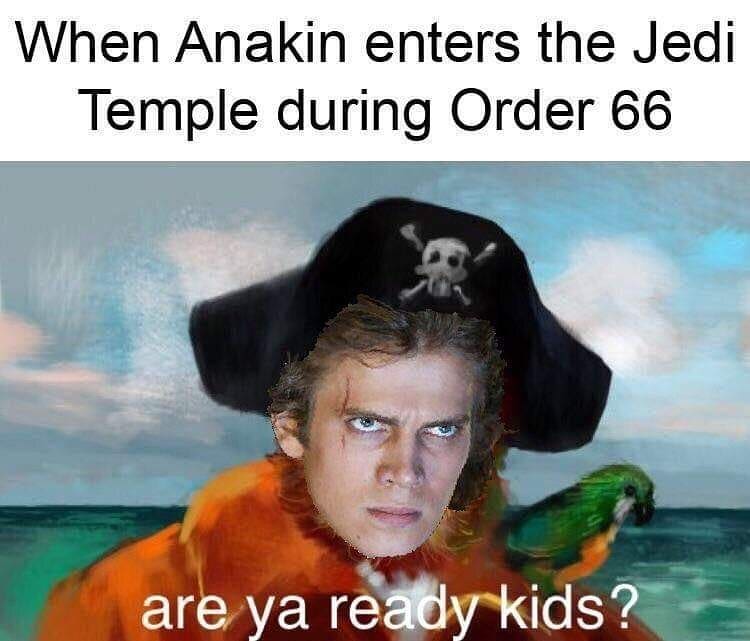 When Anakin enters the Jedi
Temple during Order 66
are ya ready kids?